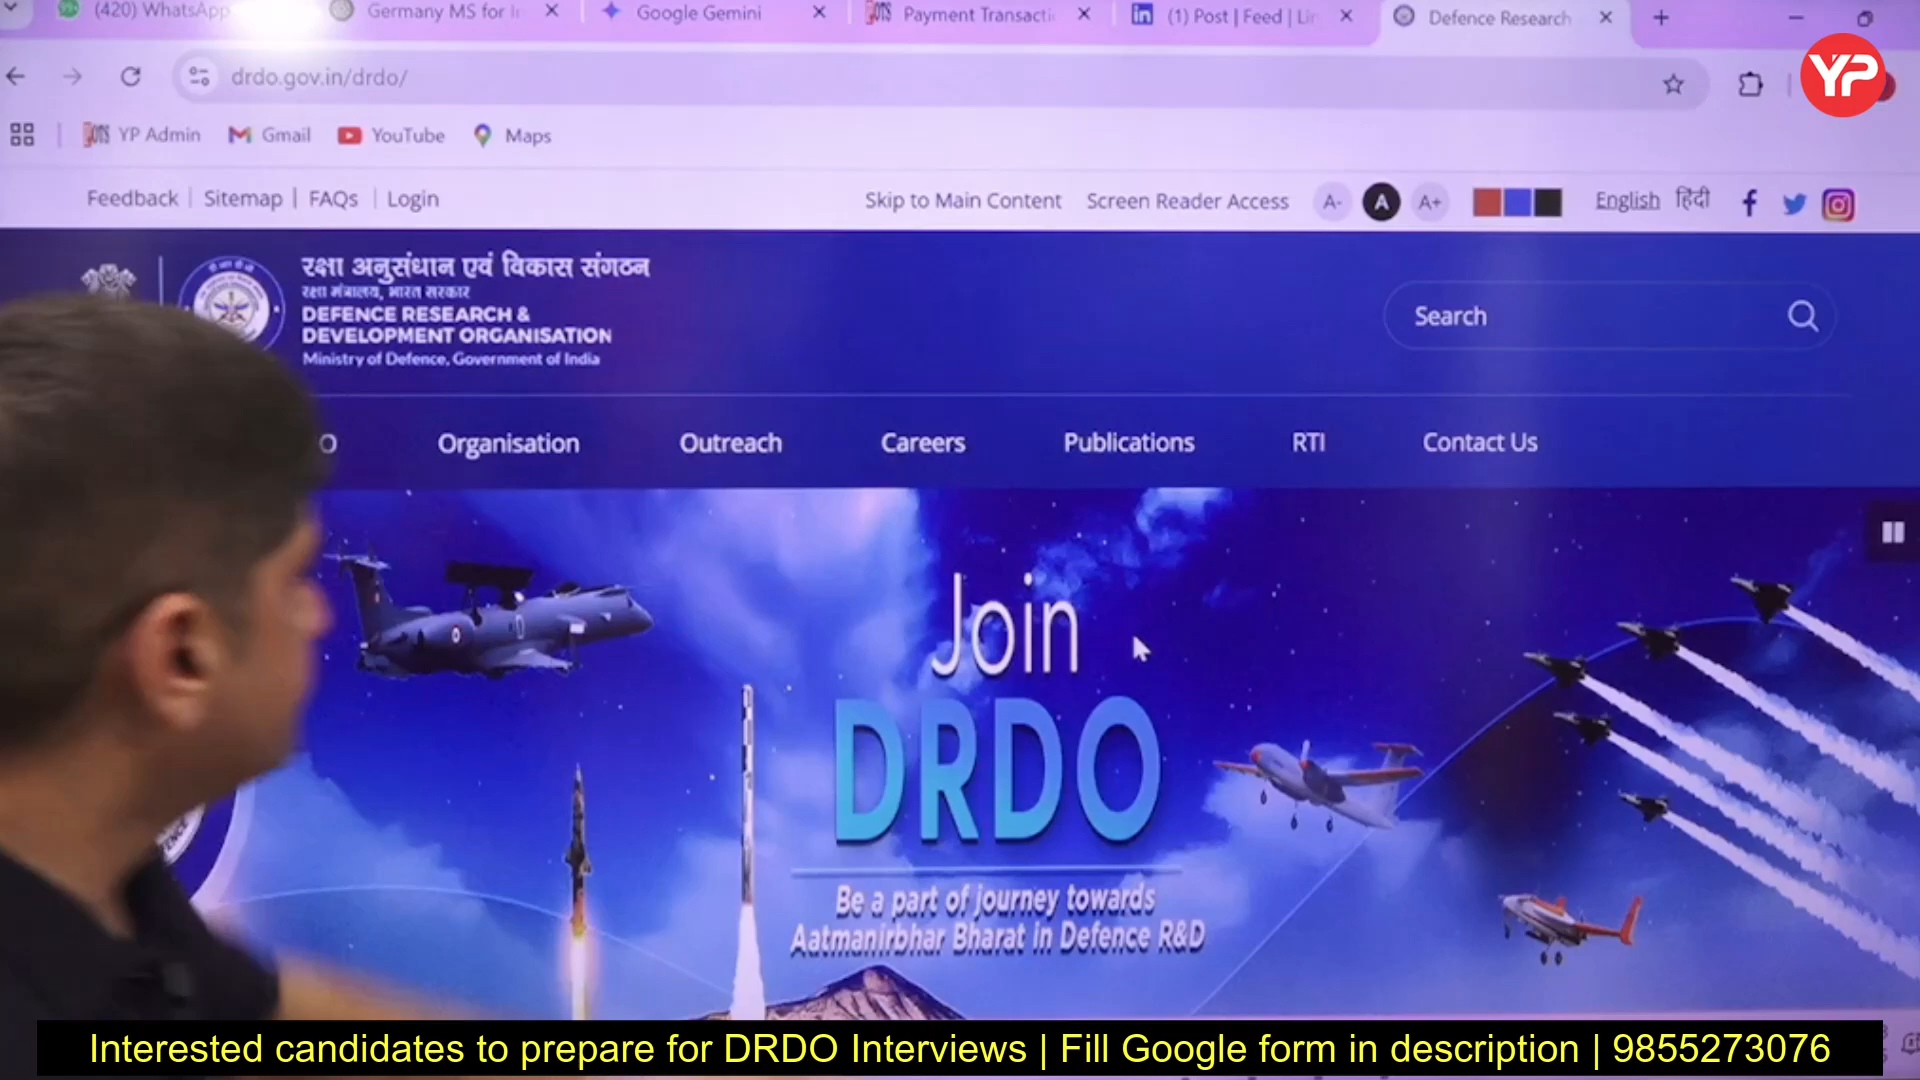 (420) WhatsApp
Germany MS for I
Google Gemini
Payment Transacti
(1) Post | Feed | Lin
Defence Research
YP
drdo.gov.in/drdo/
YP Admin
Gmail
YouTube
Maps
Feedback | Sitemap | FAQs | Login
Skip to Main Content
Screen Reader Access
A-
A
A+
English
हिंदी
रक्षा अनुसंधान एवं विकास संगठन
रक्षा मंत्रालय, भारत सरकार
DEFENCE RESEARCH &
DEVELOPMENT ORGANISATION
Ministry of Defence, Government of India
Search
O
Organisation
Outreach
Careers
Publications
RTI
Contact Us
Join
DRDO
Be a part of journey towards
Aatmanirbhar Bharat in Defence R&D
Interested candidates to prepare for DRDO Interviews | Fill Google form in description | 9855273076